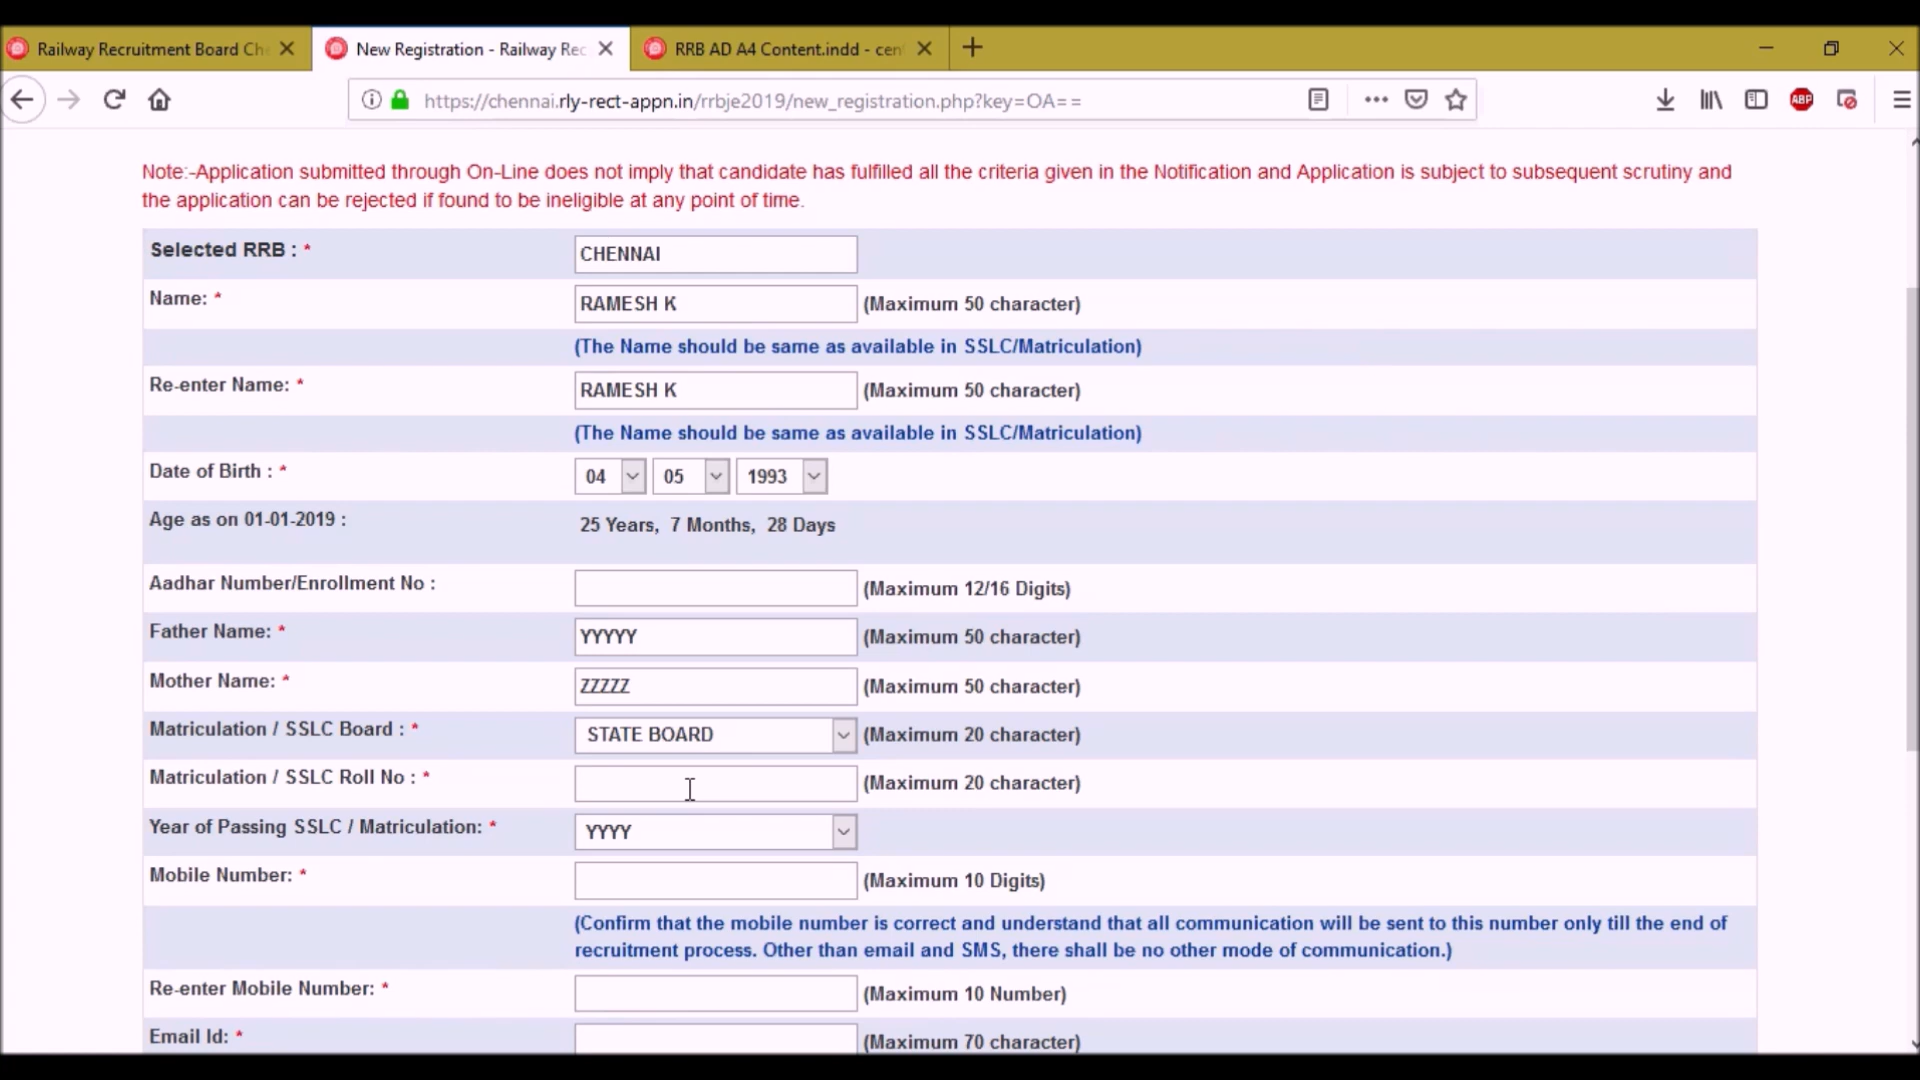 Railway Recruitment Board Che
New Registration - Railway Rec
RRB AD A4 Content.indd - cen
https://chennai.rly-rect-appn.in/rrbje2019/new_registration.php?key=OA==
ABP
Note:-Application submitted through On-Line does not imply that candidate has fulfilled all the criteria given in the Notification and Application is subject to subsequent scrutiny and
the application can be rejected if found to be ineligible at any point of time.
Selected RRB : * CHENNAI
Name: * RAMESH K (Maximum 50 character)
(The Name should be same as available in SSLC/Matriculation)
Re-enter Name: * RAMESH K (Maximum 50 character)
(The Name should be same as available in SSLC/Matriculation)
Date of Birth : * 04 05 1993
Age as on 01-01-2019 : 25 Years, 7 Months, 28 Days
Aadhar Number/Enrollment No : (Maximum 12/16 Digits)
Father Name: * YYYYY (Maximum 50 character)
Mother Name: * ZZZZZ (Maximum 50 character)
Matriculation / SSLC Board : * STATE BOARD (Maximum 20 character)
Matriculation / SSLC Roll No : * (Maximum 20 character)
Year of Passing SSLC / Matriculation: * YYYY
Mobile Number: * (Maximum 10 Digits)
(Confirm that the mobile number is correct and understand that all communication will be sent to this number only till the end of
recruitment process. Other than email and SMS, there shall be no other mode of communication.)
Re-enter Mobile Number: * (Maximum 10 Number)
Email Id: * (Maximum 70 character)